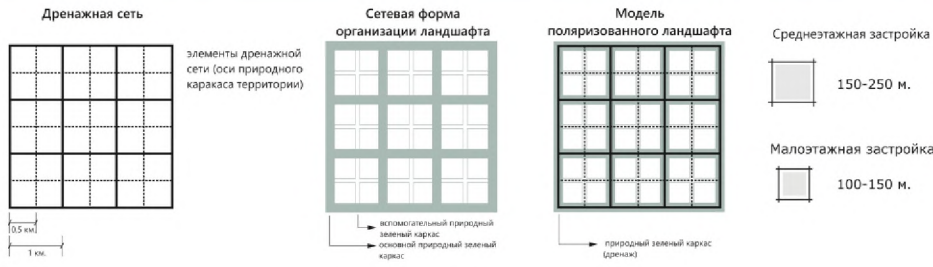 Дренажная сеть
элементы дренажной
сети (оси природного
каракаса территории)
0,5 км.
1 км.
Сетевая форма
организации ландшафта
вспомогательный природный
зеленый каркас
основной природный зеленый
каркас
Модель
поляризованного ландшафта
природный зеленый каркас
(дренаж)
Среднеэтажная застройка
150-250 м.
Малоэтажная застройка
100-150 м.